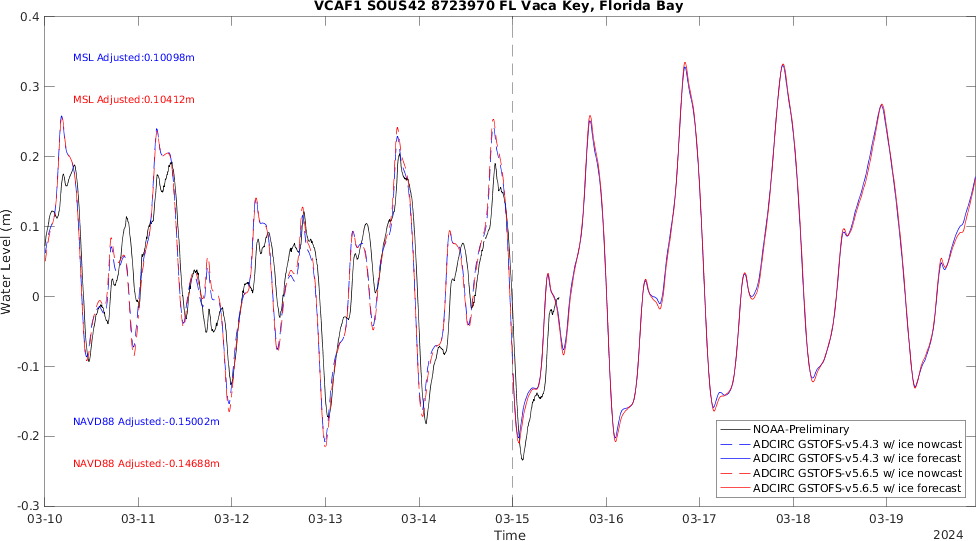 VCAF1 SOUS42 8723970 FL Vaca Key, Florida Bay
0.4
0.3
0.2
0.1
0
-0.1
-0.2
-0.3
Water Level (m)
MSL Adjusted:0.10098m
MSL Adjusted:0.10412m
NAVD88 Adjusted:-0.15002m
NAVD88 Adjusted:-0.14688m
NOAA-Preliminary
ADCIRC GSTOFS-v5.4.3 w/ ice nowcast
ADCIRC GSTOFS-v5.4.3 w/ ice forecast
ADCIRC GSTOFS-v5.6.5 w/ ice nowcast
ADCIRC GSTOFS-v5.6.5 w/ ice forecast
03-10 03-11 03-12 03-13 03-14 03-15 03-16 03-17 03-18 03-19
Time
2024